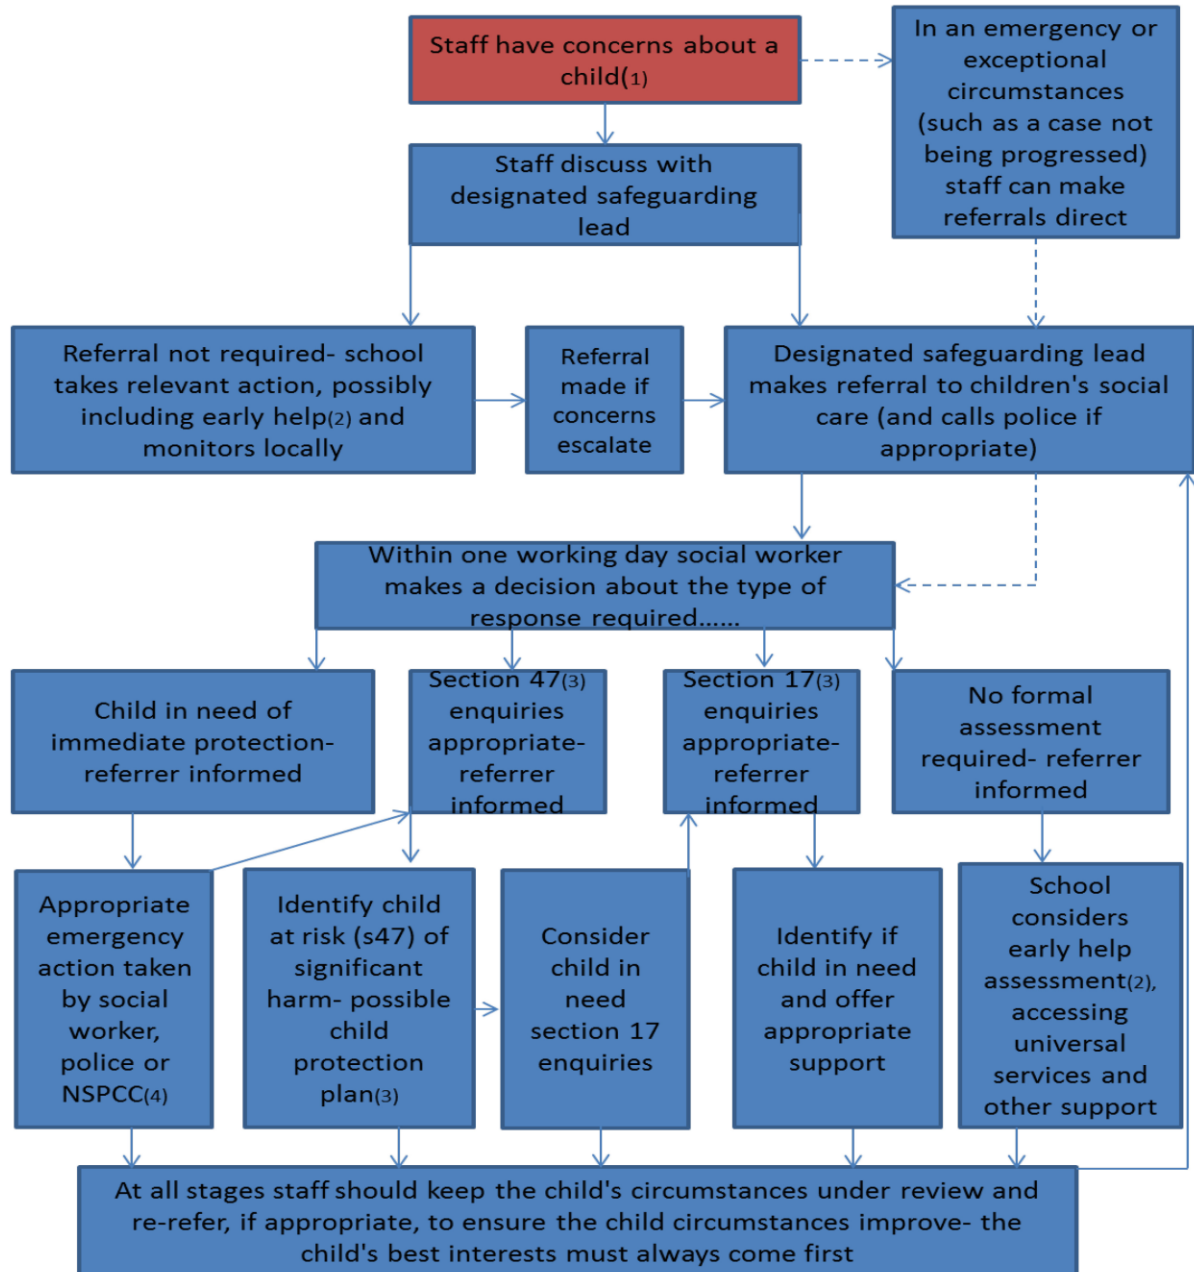 Staff have concerns about a
child(1)
In an emergency or
exceptional
circumstances
(such as a case not
being progressed)
staff can make
referrals direct
Staff discuss with
designated safeguarding
lead
Referral not required- school
takes relevant action, possibly
including early help(2) and
monitors locally
Referral
made if
concerns
escalate
Designated safeguarding lead
makes referral to children's social
care (and calls police if
appropriate)
Within one working day social worker
makes a decision about the type of
response required......
Child in need of
immediate protection-
referrer informed
Section 47(3)
enquiries
appropriate-
referrer
informed
Section 17(3)
enquiries
appropriate-
referrer
informed
No formal
assessment
required- referrer
informed
Appropriate
emergency
action taken
by social
worker,
police or
NSPCC(4)
Identify child
at risk (s47) of
significant
harm- possible
child
protection
plan(3)
Consider
child in
need
section 17
enquiries
Identify if
child in need
and offer
appropriate
support
School
considers
early help
assessment(2),
accessing
universal
services and
other support
At all stages staff should keep the child's circumstances under review and
re-refer, if appropriate, to ensure the child circumstances improve- the
child's best interests must always come first